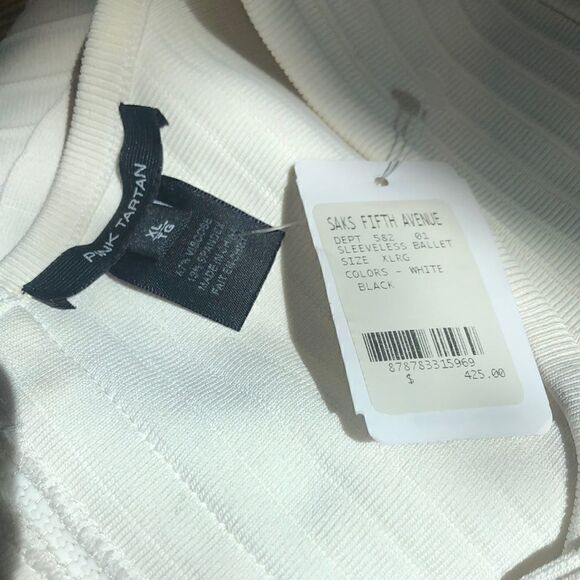 PINK TARTAN
XL
TG
MADE IN
SAKS FIFTH AVENUE
DEPT 582 01
SLEEVELESS BALLET
SIZE XLRG
COLORS - WHITE
BLACK
878783315969
$ 425.00